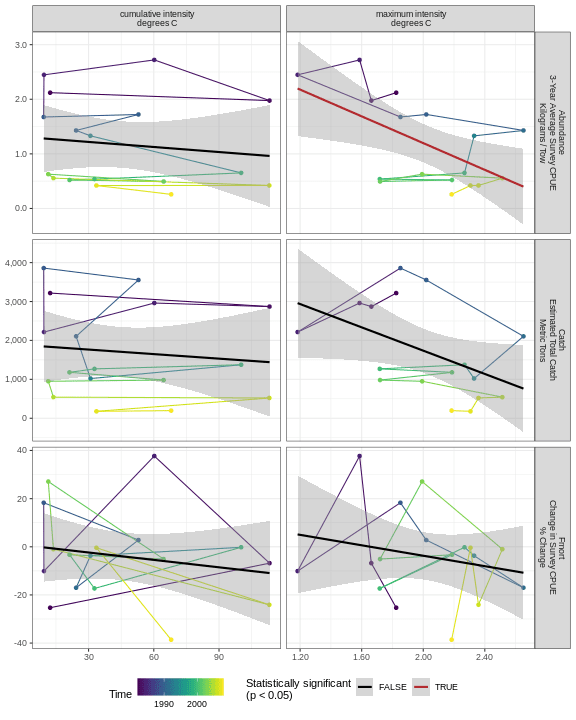 cumulative intensity
degrees C
maximum intensity
degrees C
3.0
2.0
1.0
0.0
Abundance
3-Year Average Survey CPUE
Kilograms / Tow
4,000
3,000
2,000
1,000
0
Catch
Estimated Total Catch
Metric Tons
40
20
0
-20
-40
Fmort
Change in Survey CPUE
% Change
30
60
90
1.20
1.60
2.00
2.40
Time
1990
2000
Statistically significant
(p < 0.05)
FALSE
TRUE